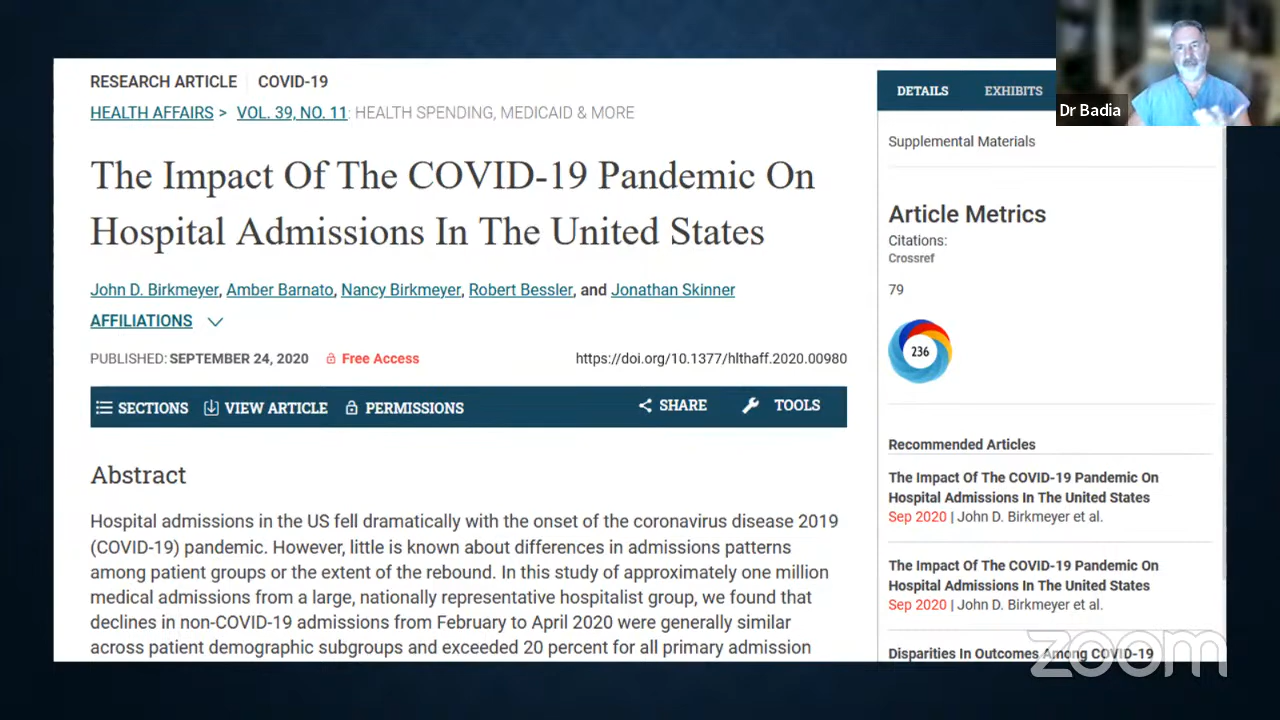 RESEARCH ARTICLE COVID-19
HEALTH AFFAIRS > VOL. 39, NO. 11: HEALTH SPENDING, MEDICAID & MORE
The Impact Of The COVID-19 Pandemic On
Hospital Admissions In The United States
John D. Birkmeyer, Amber Barnato, Nancy Birkmeyer, Robert Bessler, and Jonathan Skinner
AFFILIATIONS
PUBLISHED: SEPTEMBER 24, 2020 Free Access https://doi.org/10.1377/hlthaff.2020.00980
SECTIONS VIEW ARTICLE PERMISSIONS SHARE TOOLS
Abstract
Hospital admissions in the US fell dramatically with the onset of the coronavirus disease 2019
(COVID-19) pandemic. However, little is known about differences in admissions patterns
among patient groups or the extent of the rebound. In this study of approximately one million
medical admissions from a large, nationally representative hospitalist group, we found that
declines in non-COVID-19 admissions from February to April 2020 were generally similar
across patient demographic subgroups and exceeded 20 percent for all primary admission
DETAILS EXHIBITS
Supplemental Materials
Article Metrics
Citations:
Crossref
79
236
Recommended Articles
The Impact Of The COVID-19 Pandemic On
Hospital Admissions In The United States
Sep 2020 | John D. Birkmeyer et al.
The Impact Of The COVID-19 Pandemic On
Hospital Admissions In The United States
Sep 2020 | John D. Birkmeyer et al.
Disparities In Outcomes Among COVID-19
Dr Badia
zoom